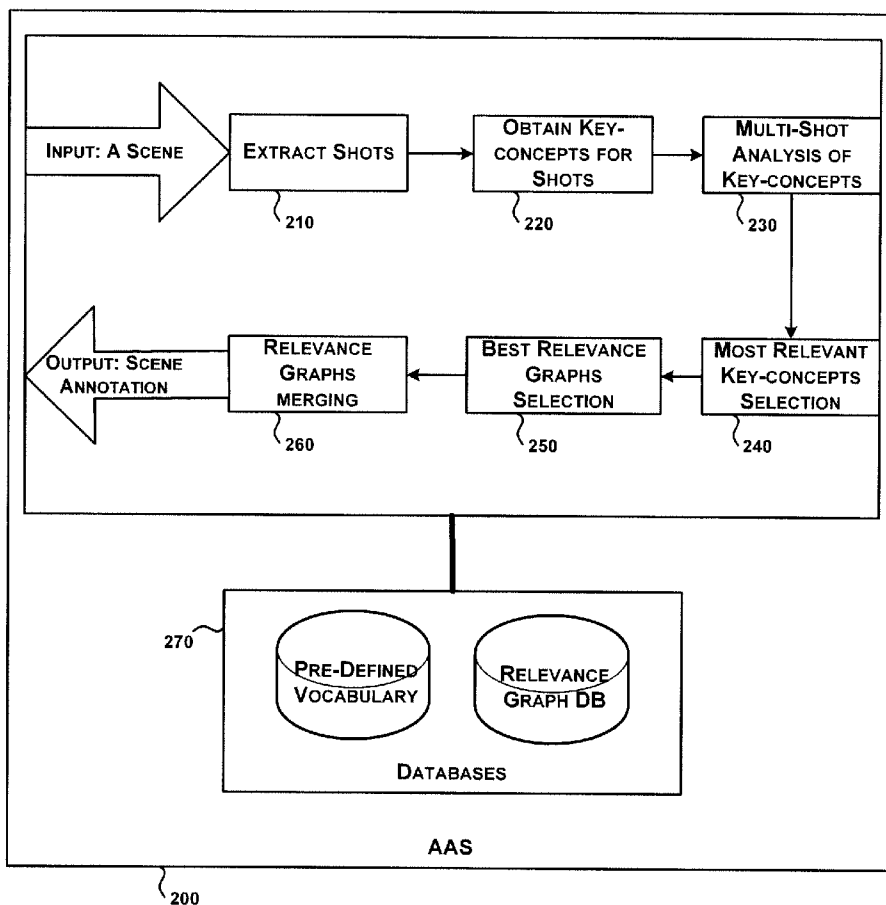 INPUT: A SCENE
EXTRACT SHOTS
210
OBTAIN KEY-
CONCEPTS FOR
SHOTS
220
MULTI-SHOT
ANALYSIS OF
KEY-CONCEPTS
230
OUTPUT: SCENE
ANNOTATION
RELEVANCE
GRAPHS
MERGING
260
BEST RELEVANCE
GRAPHS
SELECTION
250
MOST RELEVANT
KEY-CONCEPTS
SELECTION
240
270
PRE-DEFINED
VOCABULARY
RELEVANCE
GRAPH DB
DATABASES
AAS
200